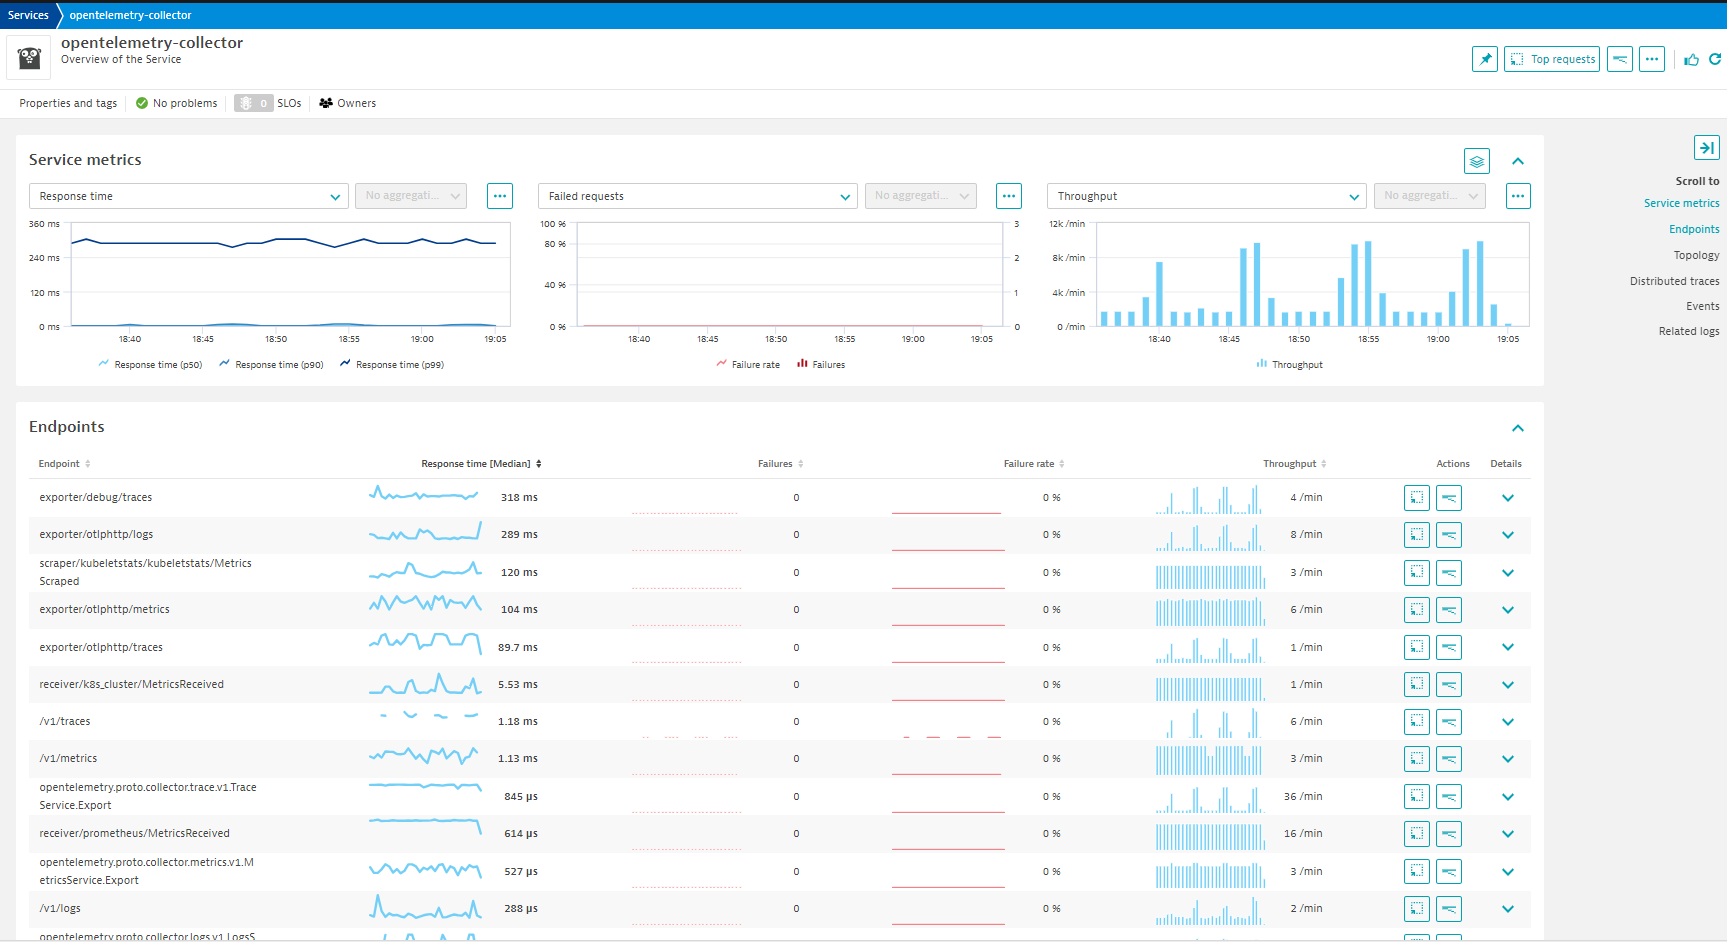 Services
opentelemetry-collector
opentelemetry-collector
Overview of the Service
Top requests
Properties and tags
No problems
0 SLOs
Owners
Service metrics
Response time
No aggregati...
Failed requests
No aggregati...
Throughput
No aggregati...
360 ms
240 ms
120 ms
0 ms
18:40 18:45 18:50 18:55 19:00 19:05
Response time (p50) Response time (p90) Response time (p99)
100 %
80 %
40 %
0 %
3
2
1
0
18:40 18:45 18:50 18:55 19:00 19:05
Failure rate Failures
12k /min
8k /min
4k /min
0 /min
18:40 18:45 18:50 18:55 19:00 19:05
Throughput
Scroll to
Service metrics
Endpoints
Topology
Distributed traces
Events
Related logs
Endpoints
Endpoint Response time [Median] Failures Failure rate Throughput Actions Details
exporter/debug/traces 318 ms 0 0 % 4 /min
exporter/otlphttp/logs 289 ms 0 0 % 8 /min
scraper/kubeletstats/kubeletstats/Metrics
Scraped 120 ms 0 0 % 3 /min
exporter/otlphttp/metrics 104 ms 0 0 % 6 /min
exporter/otlphttp/traces 89.7 ms 0 0 % 1 /min
receiver/k8s_cluster/MetricsReceived 5.53 ms 0 0 % 1 /min
/v1/traces 1.18 ms 0 0 % 6 /min
/v1/metrics 1.13 ms 0 0 % 3 /min
opentelemetry.proto.collector.trace.v1.Trace
Service.Export 845 µs 0 0 % 36 /min
receiver/prometheus/MetricsReceived 614 µs 0 0 % 16 /min
opentelemetry.proto.collector.metrics.v1.M
etricsService.Export 527 µs 0 0 % 3 /min
/v1/logs 288 µs 0 0 % 2 /min
opentelemetry.proto.collector.logs.v1.LogsS